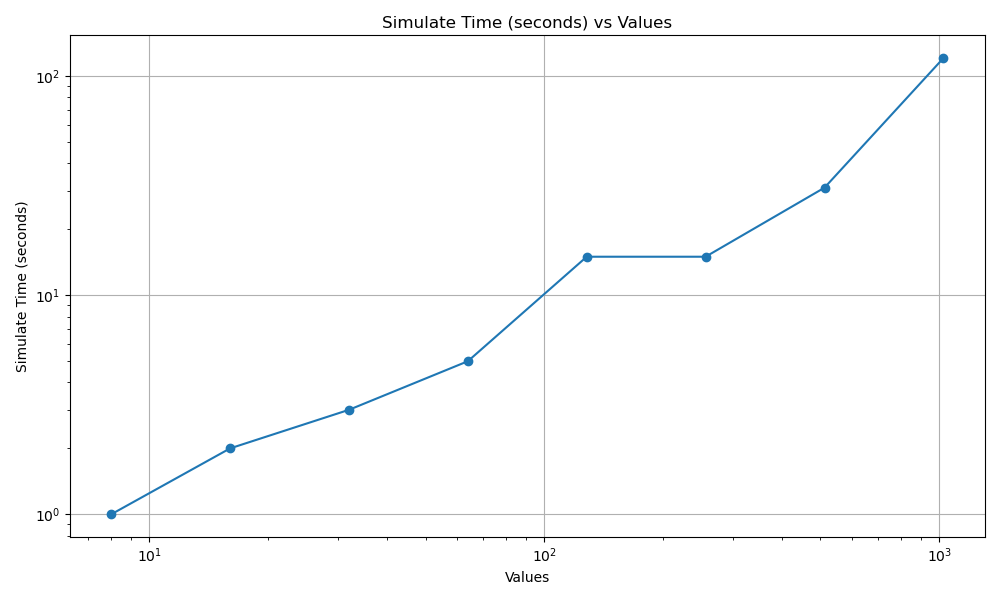 Simulate Time (seconds) vs Values
Simulate Time (seconds)
10²
10¹
10⁰
10¹ 10² 10³
Values